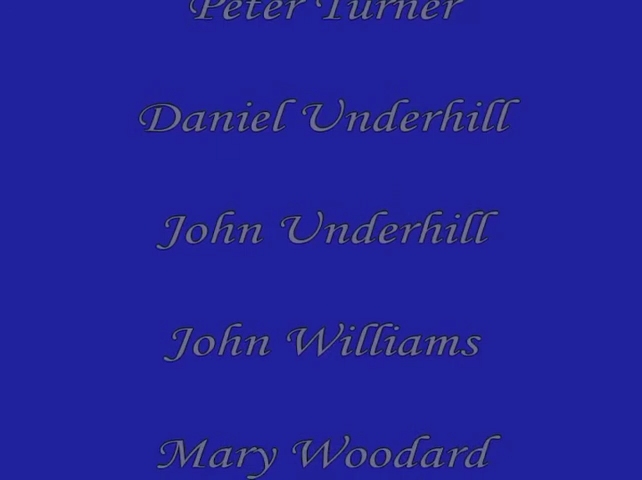 Peter Turner
Daniel Underhill
John Underhill
John Williams
Mary Woodard